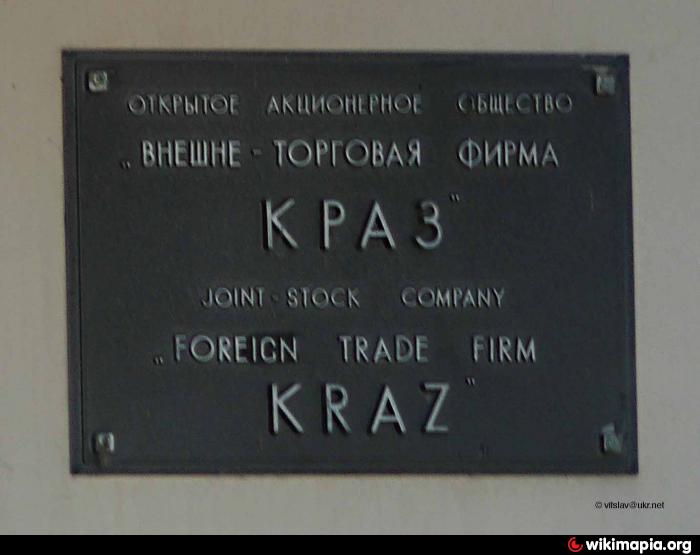 ОТКРЫТОЕ АКЦИОНЕРНОЕ ОБЩЕСТВО
„ВНЕШНЕ - ТОРГОВАЯ ФИРМА
КРАЗ"
JOINT-STOCK COMPANY
„FOREIGN TRADE FIRM
KRAZ"
© vitslav@ukr.net
wikimapia.org